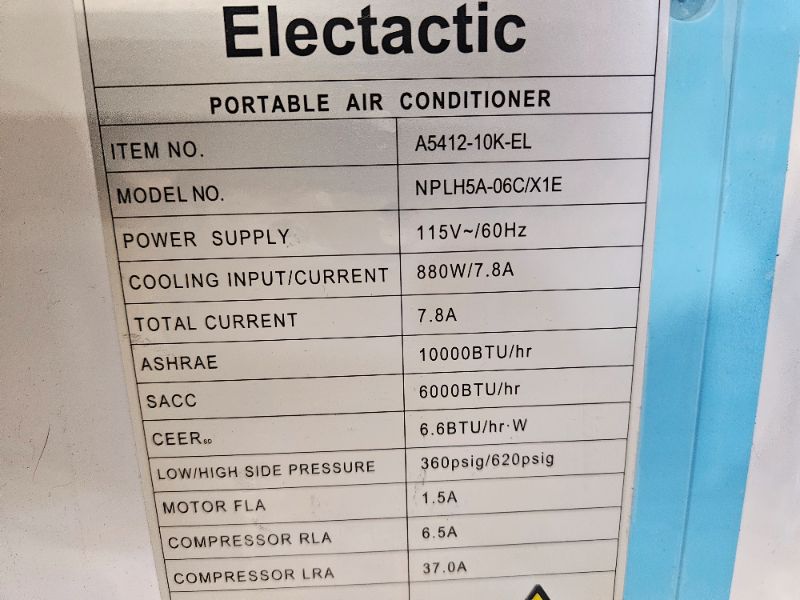 Electactic
PORTABLE AIR CONDITIONER
ITEM NO. A5412-10K-EL
MODEL NO. NPLH5A-06C/X1E
POWER SUPPLY 115V~/60Hz
COOLING INPUT/CURRENT 880W/7.8A
TOTAL CURRENT 7.8A
ASHRAE 10000BTU/hr
SACC 6000BTU/hr
CEERSD 6.6BTU/hr·W
LOW/HIGH SIDE PRESSURE 360psig/620psig
MOTOR FLA 1.5A
COMPRESSOR RLA 6.5A
COMPRESSOR LRA 37.0A